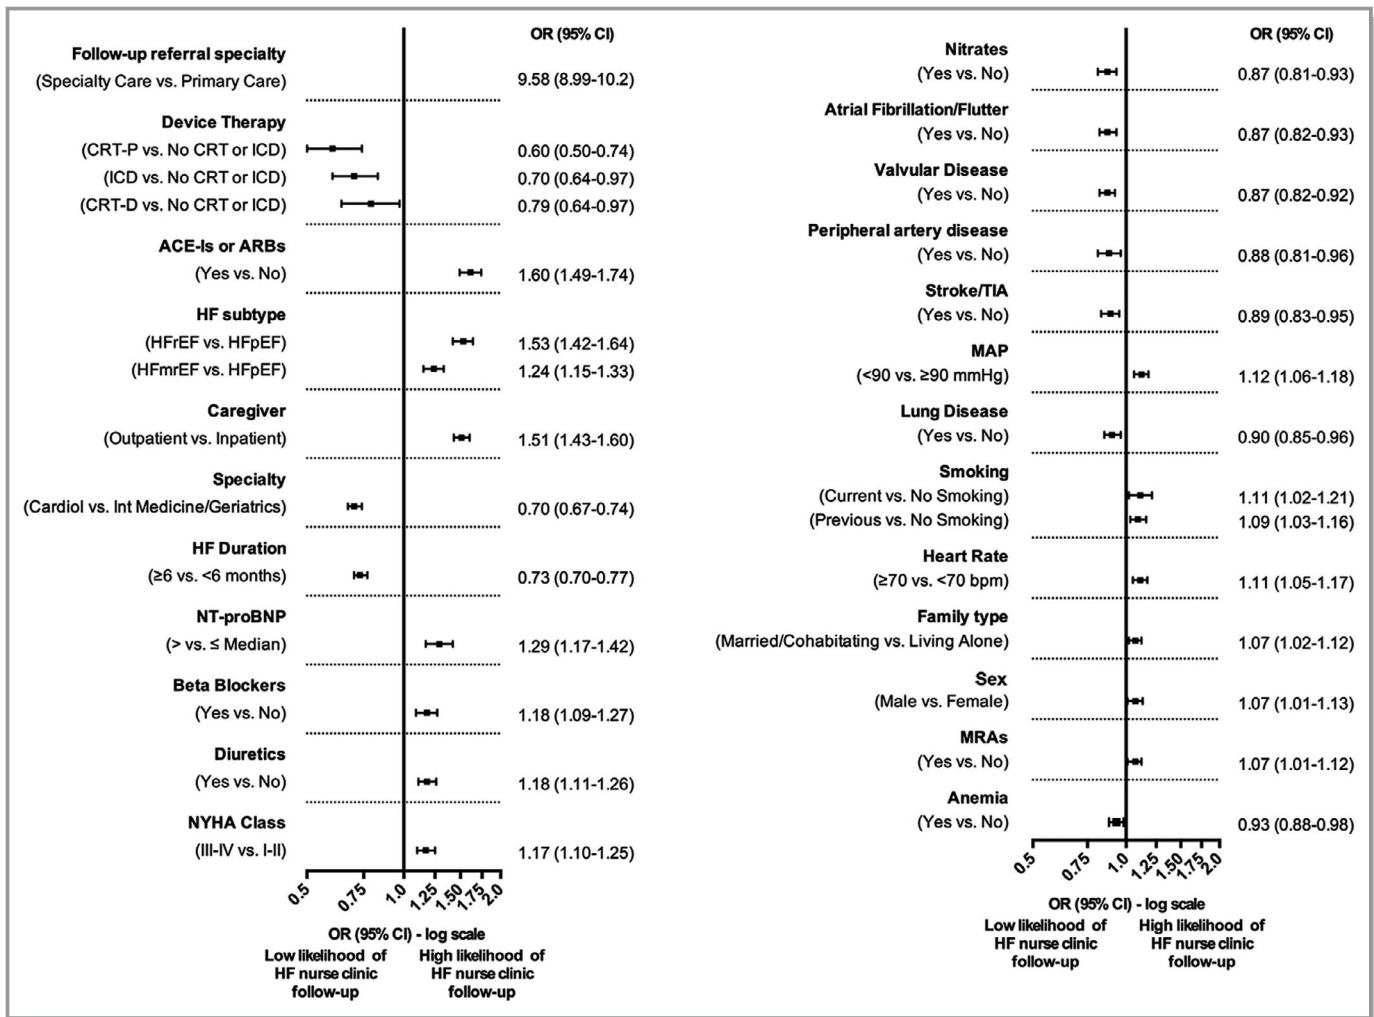 OR (95% CI)
Follow-up referral specialty
(Specialty Care vs. Primary Care) 9.58 (8.99-10.2)
Device Therapy
(CRT-P vs. No CRT or ICD) 0.60 (0.50-0.74)
(ICD vs. No CRT or ICD) 0.70 (0.64-0.97)
(CRT-D vs. No CRT or ICD) 0.79 (0.64-0.97)
ACE-Is or ARBs
(Yes vs. No) 1.60 (1.49-1.74)
HF subtype
(HFrEF vs. HFpEF) 1.53 (1.42-1.64)
(HFmrEF vs. HFpEF) 1.24 (1.15-1.33)
Caregiver
(Outpatient vs. Inpatient) 1.51 (1.43-1.60)
Specialty
(Cardiol vs. Int Medicine/Geriatrics) 0.70 (0.67-0.74)
HF Duration
(≥6 vs. <6 months) 0.73 (0.70-0.77)
NT-proBNP
(> vs. ≤ Median) 1.29 (1.17-1.42)
Beta Blockers
(Yes vs. No) 1.18 (1.09-1.27)
Diuretics
(Yes vs. No) 1.18 (1.11-1.26)
NYHA Class
(III-IV vs. I-II) 1.17 (1.10-1.25)
0.5 0.75 1.0 1.25 1.50 1.75 2.0
OR (95% CI) - log scale
Low likelihood of High likelihood of
HF nurse clinic HF nurse clinic
follow-up follow-up
OR (95% CI)
Nitrates
(Yes vs. No) 0.87 (0.81-0.93)
Atrial Fibrillation/Flutter
(Yes vs. No) 0.87 (0.82-0.93)
Valvular Disease
(Yes vs. No) 0.87 (0.82-0.92)
Peripheral artery disease
(Yes vs. No) 0.88 (0.81-0.96)
Stroke/TIA
(Yes vs. No) 0.89 (0.83-0.95)
MAP
(<90 vs. ≥90 mmHg) 1.12 (1.06-1.18)
Lung Disease
(Yes vs. No) 0.90 (0.85-0.96)
Smoking
(Current vs. No Smoking) 1.11 (1.02-1.21)
(Previous vs. No Smoking) 1.09 (1.03-1.16)
Heart Rate
(≥70 vs. <70 bpm) 1.11 (1.05-1.17)
Family type
(Married/Cohabitating vs. Living Alone) 1.07 (1.02-1.12)
Sex
(Male vs. Female) 1.07 (1.01-1.13)
MRAs
(Yes vs. No) 1.07 (1.01-1.12)
Anemia
(Yes vs. No) 0.93 (0.88-0.98)
0.5 0.75 1.0 1.25 1.50 1.75 2.0
OR (95% CI) - log scale
Low likelihood of High likelihood of
HF nurse clinic HF nurse clinic
follow-up follow-up